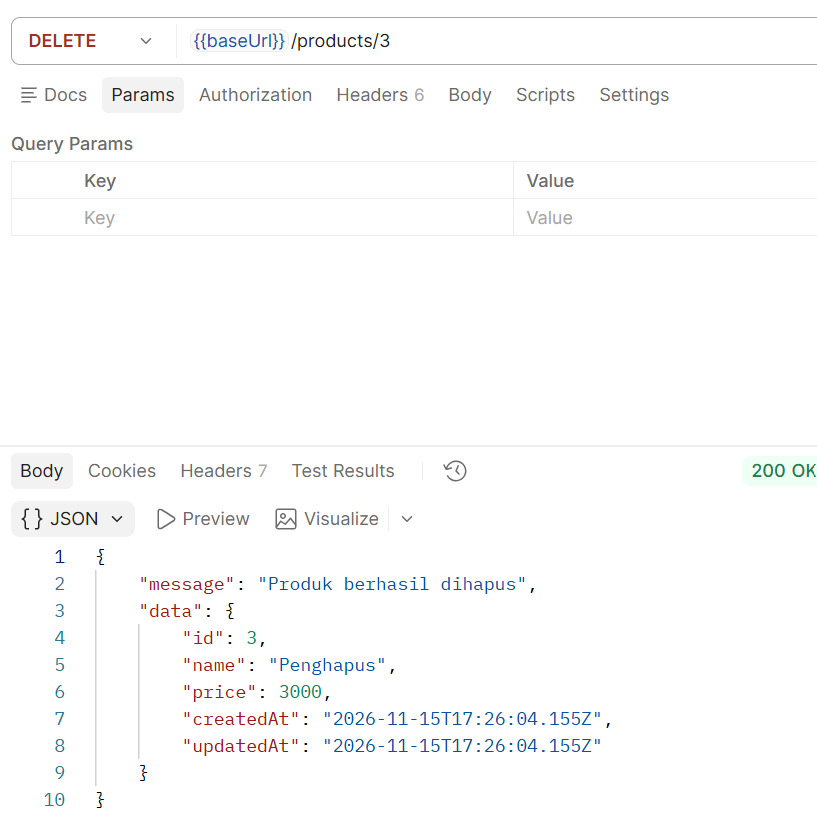 DELETE {{baseUrl}} /products/3
Docs Params Authorization Headers 6 Body Scripts Settings
Query Params
Key Value
Key Value
Body Cookies Headers 7 Test Results 200 OK
{ } JSON Preview Visualize
1 {
2 "message": "Produk berhasil dihapus",
3 "data": {
4 "id": 3,
5 "name": "Penghapus",
6 "price": 3000,
7 "createdAt": "2026-11-15T17:26:04.155Z",
8 "updatedAt": "2026-11-15T17:26:04.155Z"
9 }
10 }